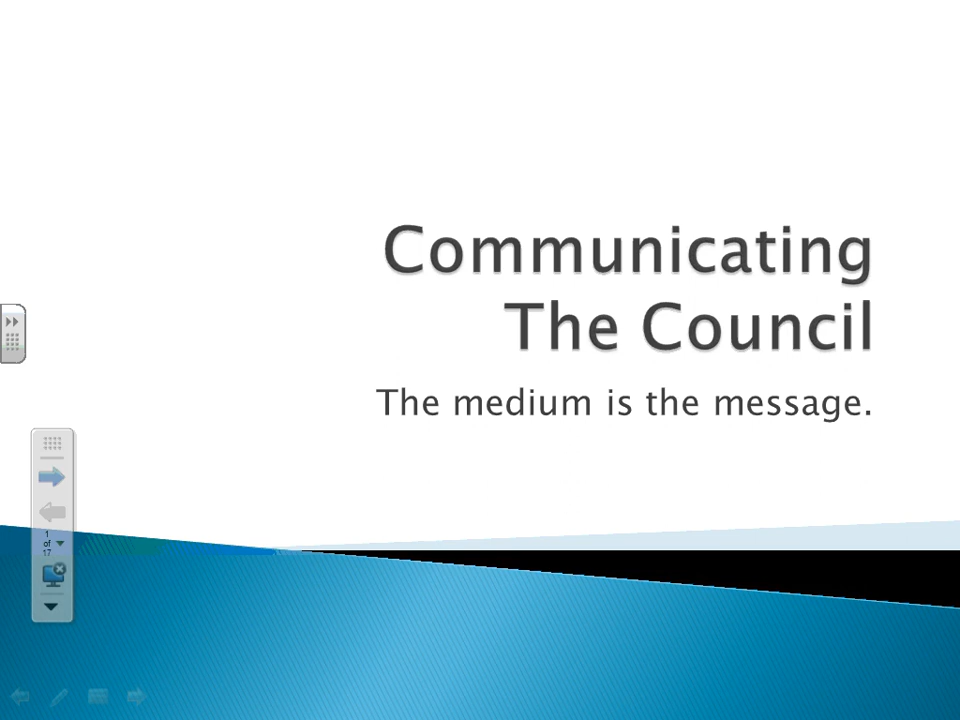 Communicating
The Council
The medium is the message.
1
of
17